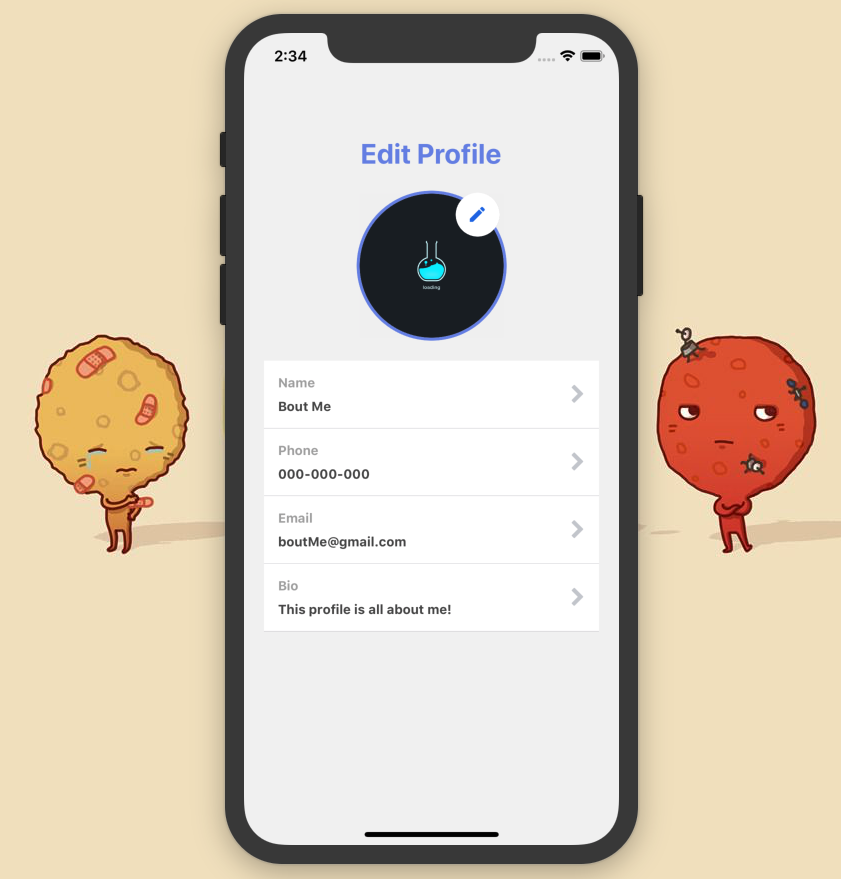 2:34
Edit Profile
loading
Name
Bout Me
Phone
000-000-000
Email
boutMe@gmail.com
Bio
This profile is all about me!